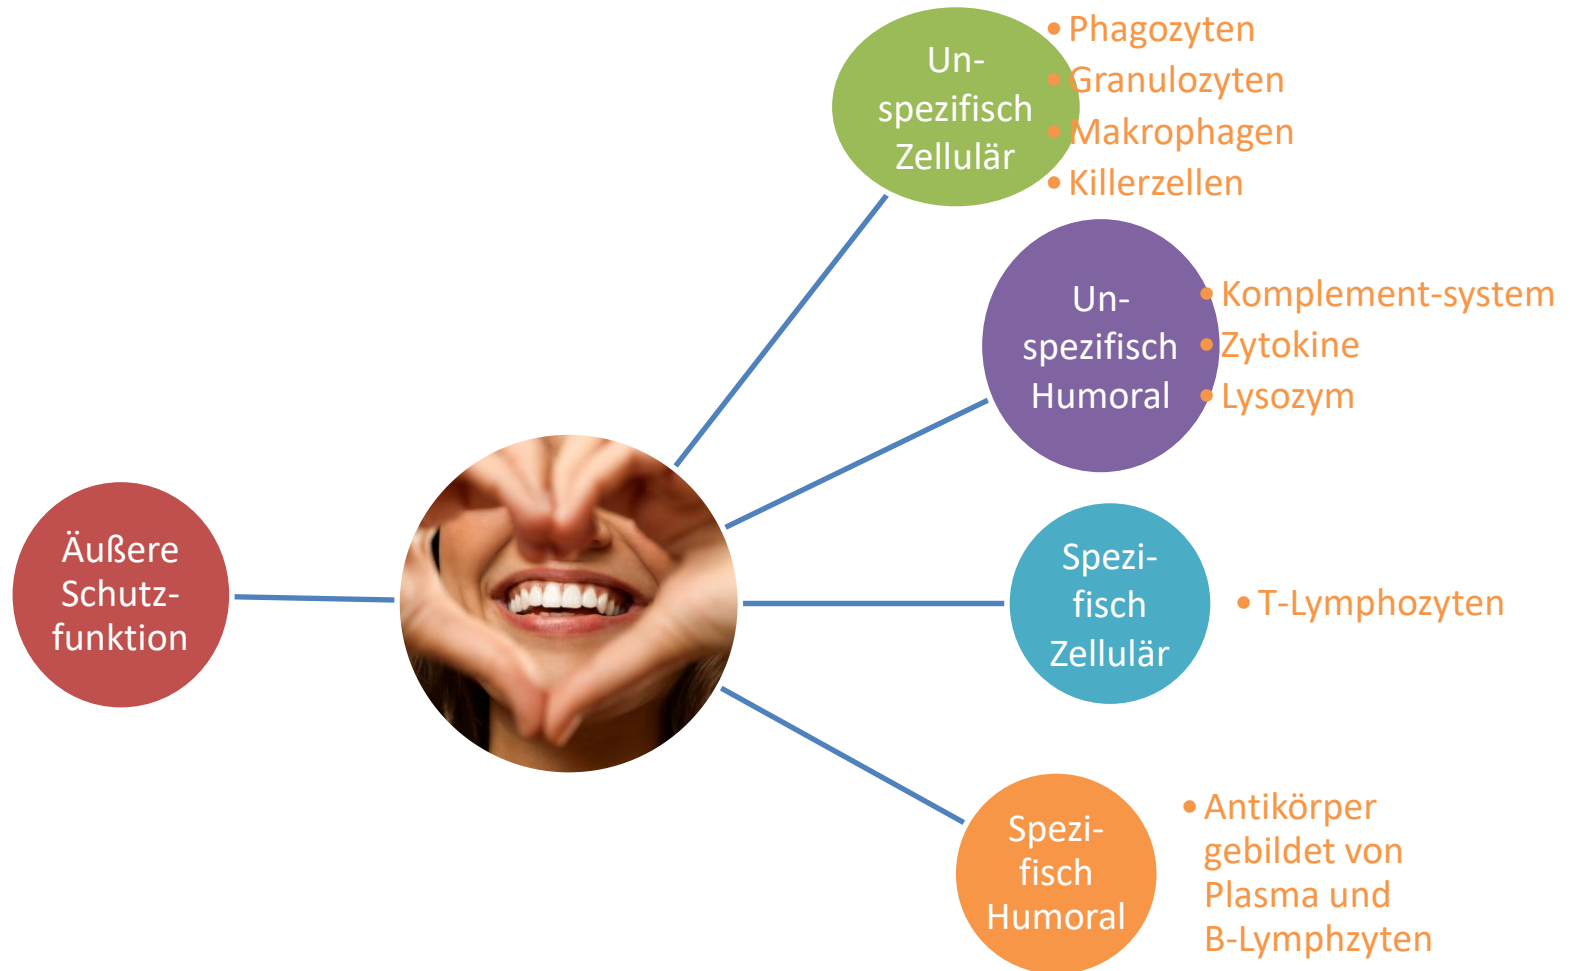 Un-
spezifisch
Zellulär
• Phagozyten
• Granulozyten
• Makrophagen
• Killerzellen
Un-
spezifisch
Humoral
• Komplement-system
• Zytokine
• Lysozym
Äußere
Schutz-
funktion
Spezi-
fisch
Zellulär
• T-Lymphozyten
Spezi-
fisch
Humoral
• Antikörper
gebildet von
Plasma und
B-Lymphzyten